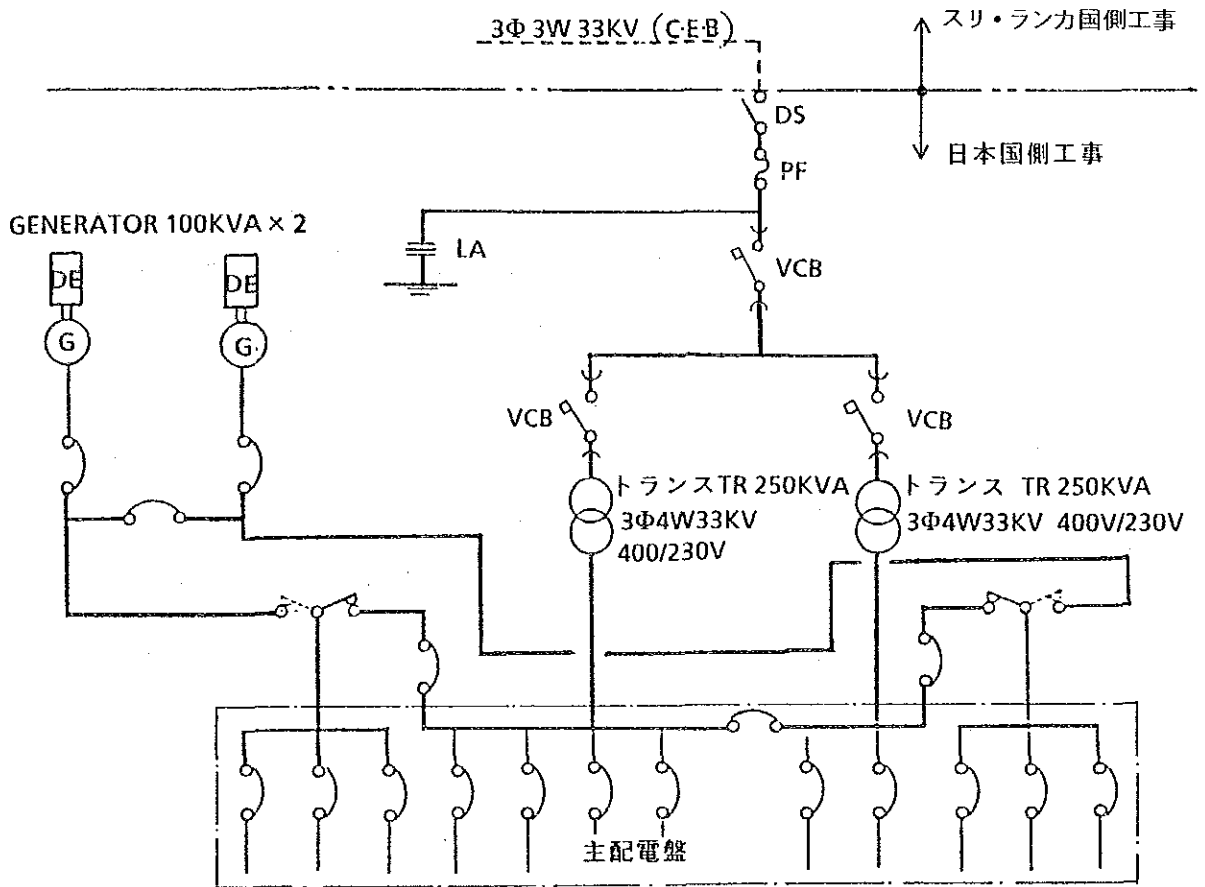 3Φ 3W 33KV (C·E·B)
スリ・ランカ国側工事
DS
日本国側工事
PF
GENERATOR 100KVA × 2
LA
VCB
DE
DE
G
G
VCB
VCB
トランスTR 250KVA
3Φ4W33KV
400/230V
トランス TR 250KVA
3Φ4W33KV 400V/230V
主配電盤